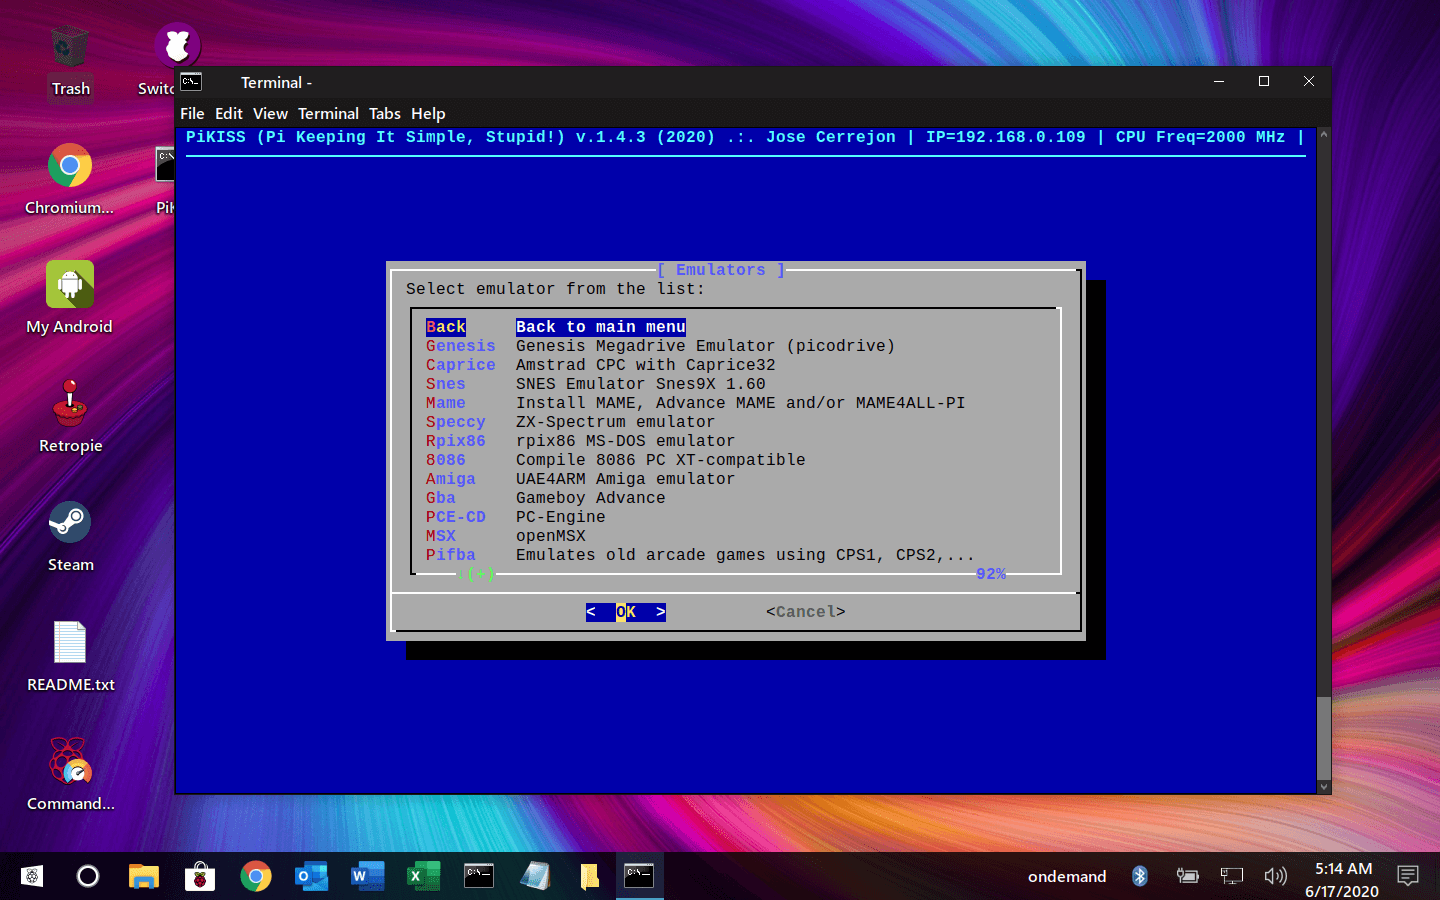 Trash
Switc
Chromium...
PiK
My Android
Retropie
Steam
README.txt
Command...
Terminal -
File Edit View Terminal Tabs Help
PiKISS (Pi Keeping It Simple, Stupid!) v.1.4.3 (2020) .:. Jose Cerrejon | IP=192.168.0.109 | CPU Freq=2000 MHz |
[ Emulators ]
Select emulator from the list:
Back Back to main menu
Genesis Genesis Megadrive Emulator (picodrive)
Caprice Amstrad CPC with Caprice32
Snes SNES Emulator Snes9X 1.60
Mame Install MAME, Advance MAME and/or MAME4ALL-PI
Speccy ZX-Spectrum emulator
Rpix86 rpix86 MS-DOS emulator
8086 Compile 8086 PC XT-compatible
Amiga UAE4ARM Amiga emulator
Gba Gameboy Advance
PCE-CD PC-Engine
MSX openMSX
Pifba Emulates old arcade games using CPS1, CPS2,...
↓(+) 92%
< OK > <Cancel>
ondemand
5:14 AM
6/17/2020